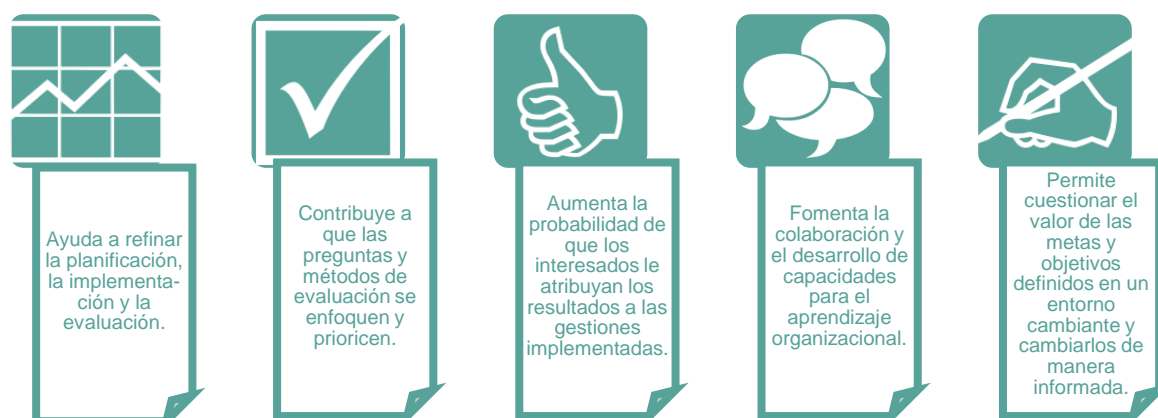 Ayuda a refinar
la planificación,
la implementa-
ción y la
evaluación.
Contribuye a
que las
preguntas y
métodos de
evaluación se
enfoquen y
prioricen.
Aumenta la
probabilidad de
que los
interesados le
atribuyan los
resultados a las
gestiones
implementadas.
Fomenta la
colaboración y
el desarrollo de
capacidades
para el
aprendizaje
organizacional.
Permite
cuestionar el
valor de las
metas y
objetivos
definidos en un
entorno
cambiante y
cambiarlos de
manera
informada.